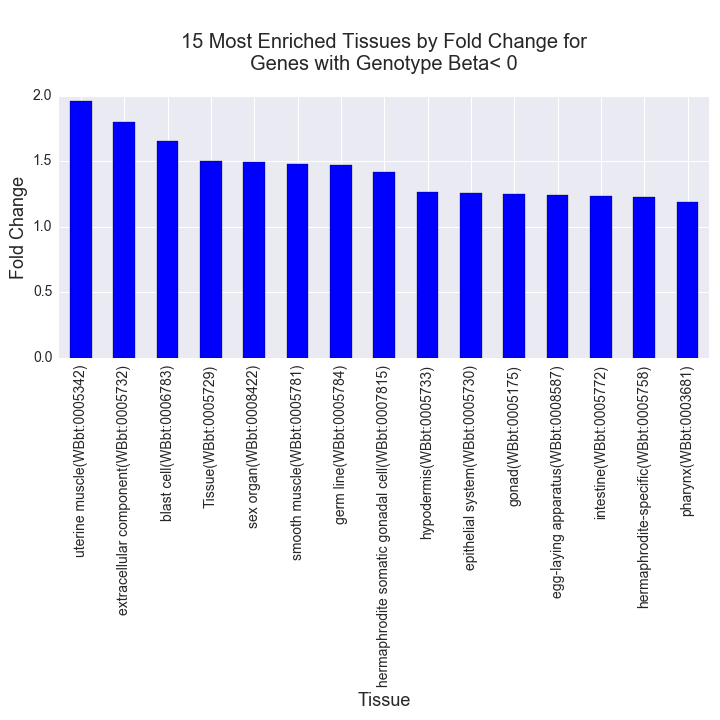 15 Most Enriched Tissues by Fold Change for
Genes with Genotype Beta< 0
Fold Change
2.0
1.5
1.0
0.5
0.0
uterine muscle(WBbt:0005342)
extracellular component(WBbt:0005732)
blast cell(WBbt:0006783)
Tissue(WBbt:0005729)
sex organ(WBbt:0008422)
smooth muscle(WBbt:0005781)
germ line(WBbt:0005784)
hermaphrodite somatic gonadal cell(WBbt:0007815)
hypodermis(WBbt:0005733)
epithelial system(WBbt:0005730)
gonad(WBbt:0005175)
egg-laying apparatus(WBbt:0008587)
intestine(WBbt:0005772)
hermaphrodite-specific(WBbt:0005758)
pharynx(WBbt:0003681)
Tissue